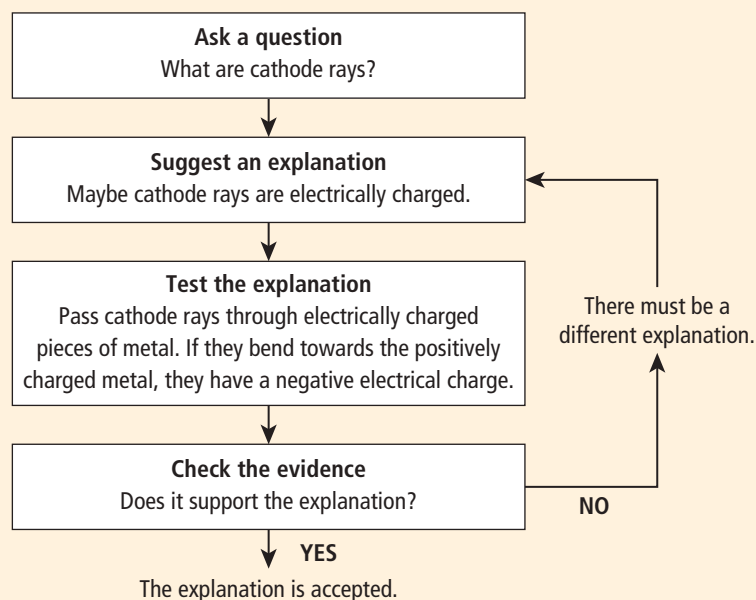 Ask a question
What are cathode rays?
Suggest an explanation
Maybe cathode rays are electrically charged.
Test the explanation
Pass cathode rays through electrically charged
pieces of metal. If they bend towards the positively
charged metal, they have a negative electrical charge.
There must be a
different explanation.
Check the evidence
Does it support the explanation?
NO
YES
The explanation is accepted.